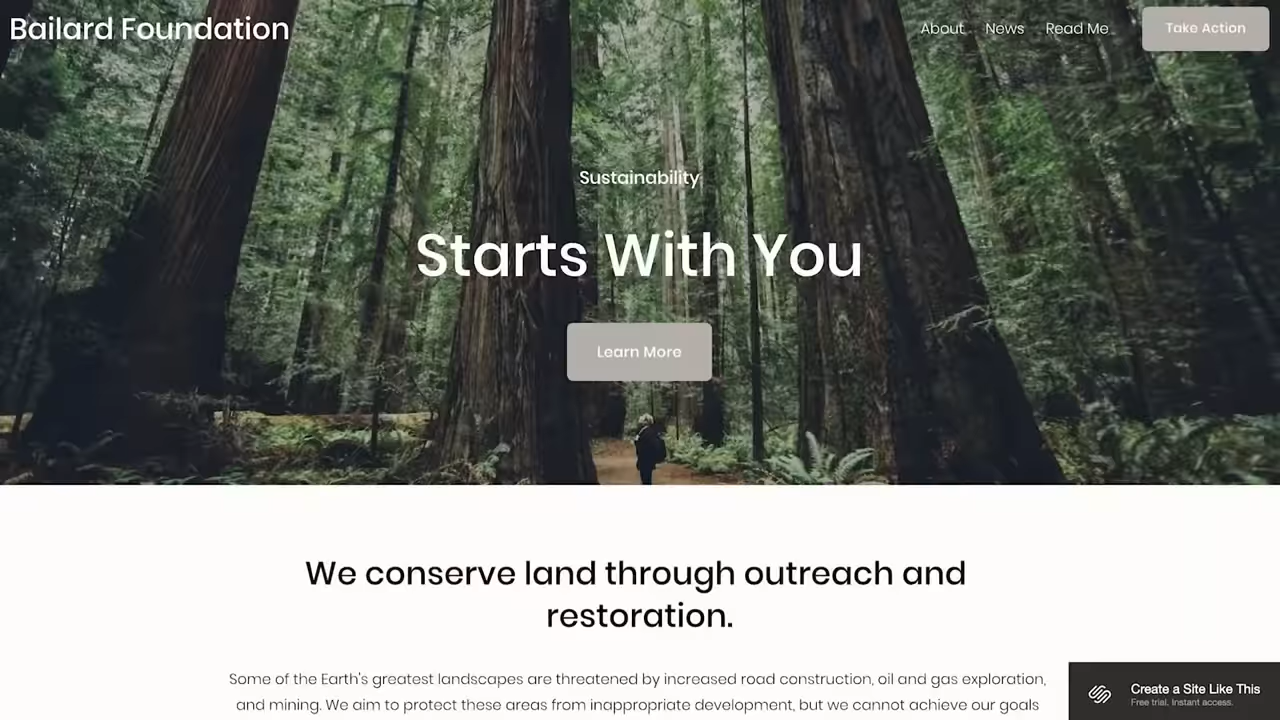 Bailard Foundation
About News Read Me Take Action
Sustainability
Starts With You
Learn More
We conserve land through outreach and
restoration.
Some of the Earth's greatest landscapes are threatened by increased road construction, oil and gas exploration,
and mining. We aim to protect these areas from inappropriate development, but we cannot achieve our goals
Create a Site Like This
Free trial. Instant access.